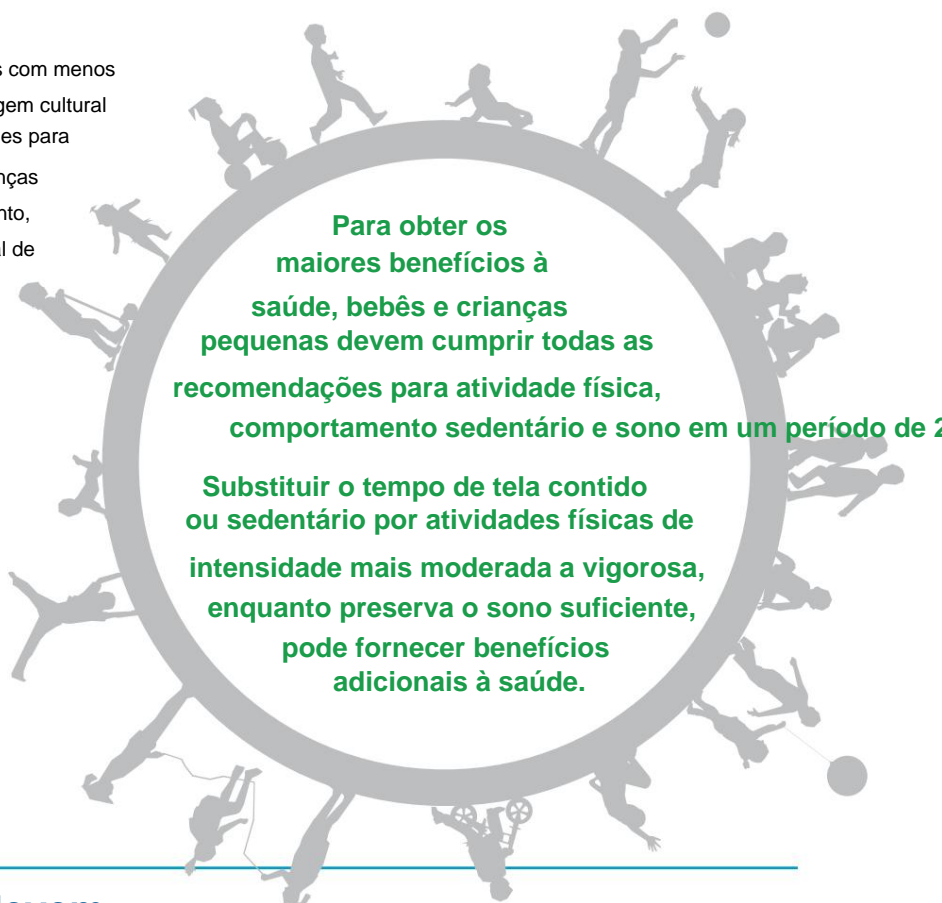 s com menos
gem cultural
es para
nças
nto,
al de
Para obter os
maiores benefícios à
saúde, bebês e crianças
pequenas devem cumprir todas as
recomendações para atividade física,
comportamento sedentário e sono em um período de 2
Substituir o tempo de tela contido
ou sedentário por atividades físicas de
intensidade mais moderada a vigorosa,
enquanto preserva o sono suficiente,
pode fornecer benefícios
adicionais à saúde.